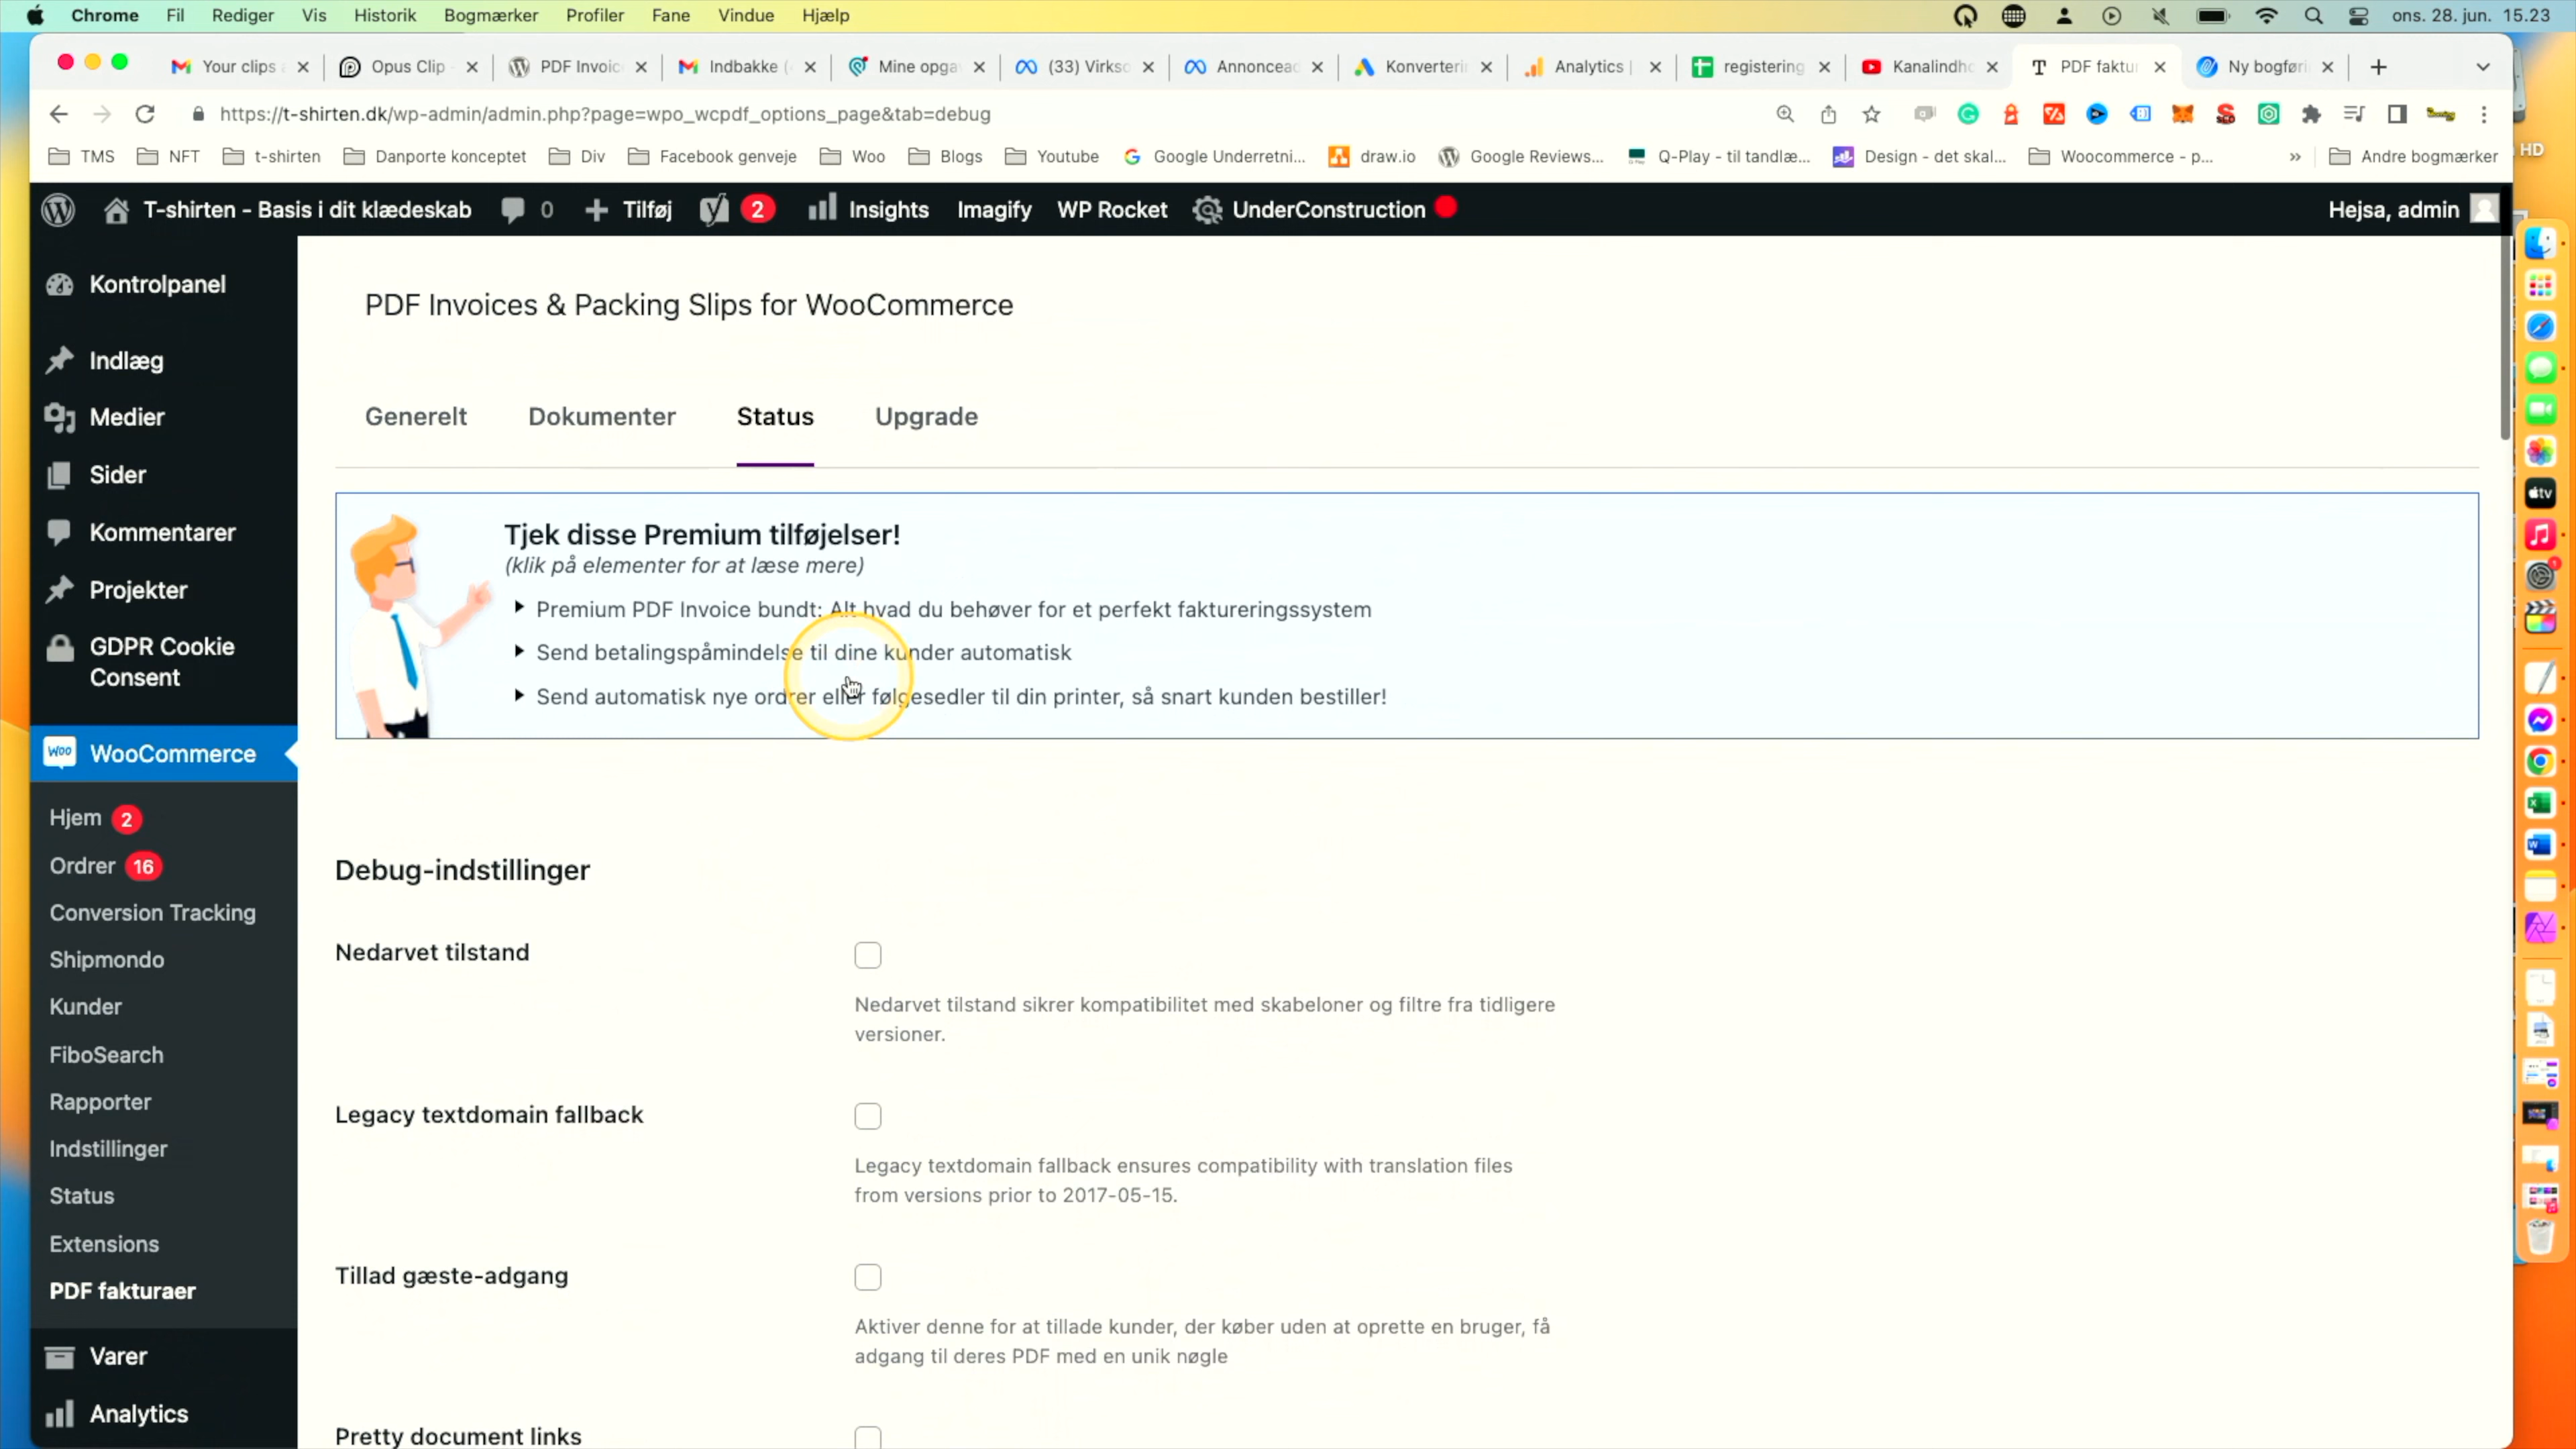 Chrome Fil Rediger Vis Historik Bogmærker Profiler Fane Vindue Hjælp ons. 28. jun. 15.23
Your clips Opus Clip PDF Invoic Indbakke Mine opga (33) Virkso Annoncea Konverteri Analytics registering Kanalindho PDF faktur Ny bogføri
https://t-shirten.dk/wp-admin/admin.php?page=wpo_wcpdf_options_page&tab=debug
TMS NFT t-shirten Danporte konceptet Div Facebook genveje Woo Blogs Youtube Google Underretni... draw.io Google Reviews... Q-Play - til tandlæ... Design - det skal... Woocommerce - p... » Andre bogmærker
HD
T-shirten – Basis i dit klædeskab 0 Tilføj 2 Insights Imagify WP Rocket UnderConstruction Hejsa, admin
Kontrolpanel
Indlæg
Medier
Sider
Kommentarer
Projekter
GDPR Cookie
Consent
WooCommerce
Hjem 2
Ordrer 16
Conversion Tracking
Shipmondo
Kunder
FiboSearch
Rapporter
Indstillinger
Status
Extensions
PDF fakturaer
Varer
Analytics
PDF Invoices & Packing Slips for WooCommerce
Generelt Dokumenter Status Upgrade
Tjek disse Premium tilføjelser!
(klik på elementer for at læse mere)
Premium PDF Invoice bundt: Alt hvad du behøver for et perfekt faktureringssystem
Send betalingspåmindelse til dine kunder automatisk
Send automatisk nye ordrer eller følgesedler til din printer, så snart kunden bestiller!
Debug-indstillinger
Nedarvet tilstand
Nedarvet tilstand sikrer kompatibilitet med skabeloner og filtre fra tidligere
versioner.
Legacy textdomain fallback
Legacy textdomain fallback ensures compatibility with translation files
from versions prior to 2017-05-15.
Tillad gæste-adgang
Aktiver denne for at tillade kunder, der køber uden at oprette en bruger, få
adgang til deres PDF med en unik nøgle
Pretty document links